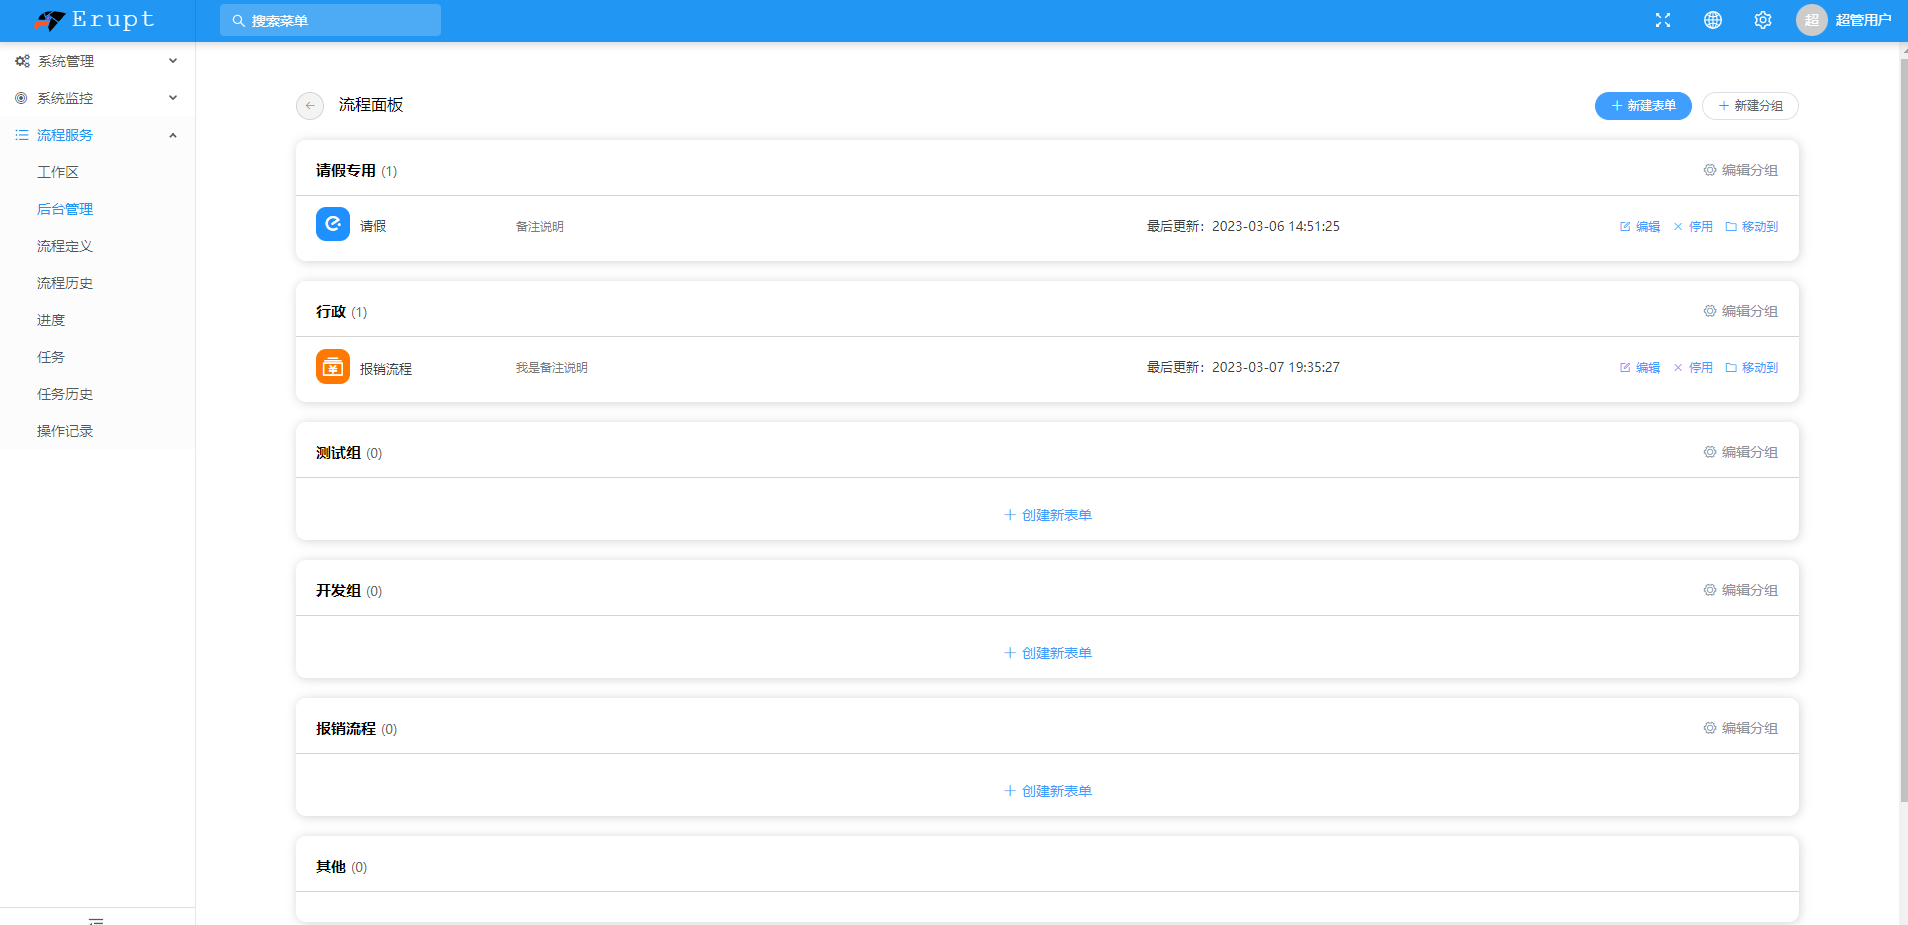 Erupt
搜索菜单
超
超管用户
系统管理
系统监控
流程服务
工作区
后台管理
流程定义
流程历史
进度
任务
任务历史
操作记录
流程面板
新建表单
新建分组
请假专用 (1)
编辑分组
请假
备注说明
最后更新：2023-03-06 14:51:25
编辑
停用
移动到
行政 (1)
编辑分组
报销流程
我是备注说明
最后更新：2023-03-07 19:35:27
编辑
停用
移动到
测试组 (0)
编辑分组
创建新表单
开发组 (0)
编辑分组
创建新表单
报销流程 (0)
编辑分组
创建新表单
其他 (0)